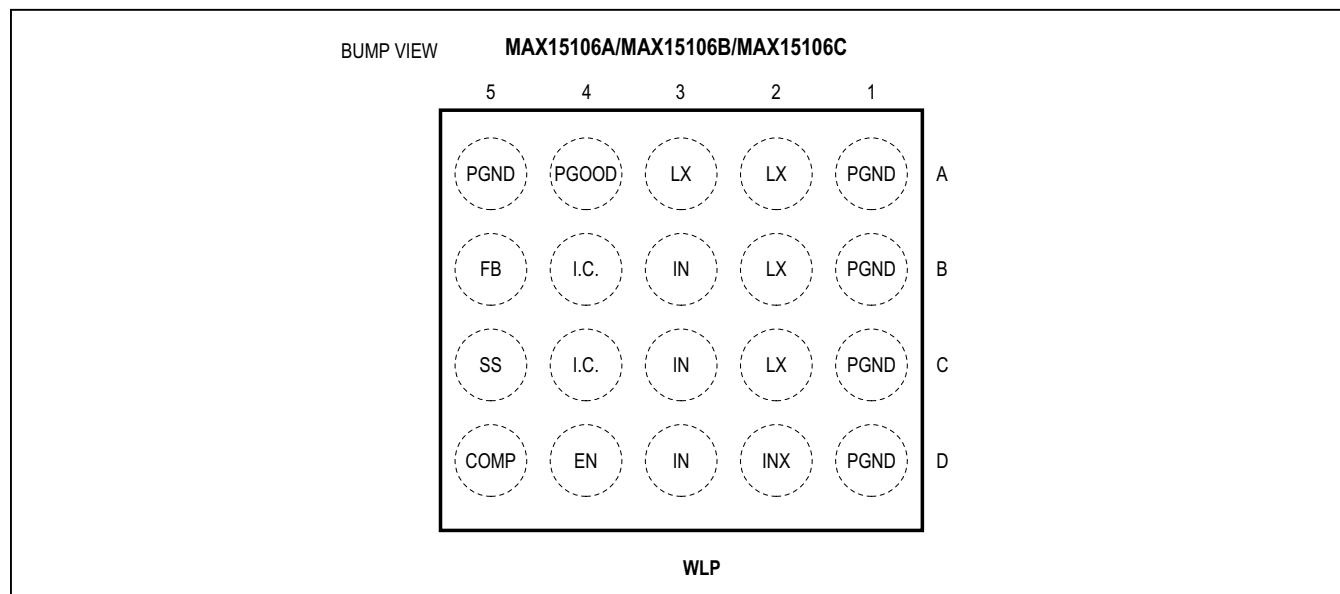 BUMP VIEW MAX15106A/MAX15106B/MAX15106C
5 4 3 2 1
PGND PGOOD LX LX PGND A
FB I.C. IN LX PGND B
SS I.C. IN LX PGND C
COMP EN IN INX PGND D
WLP